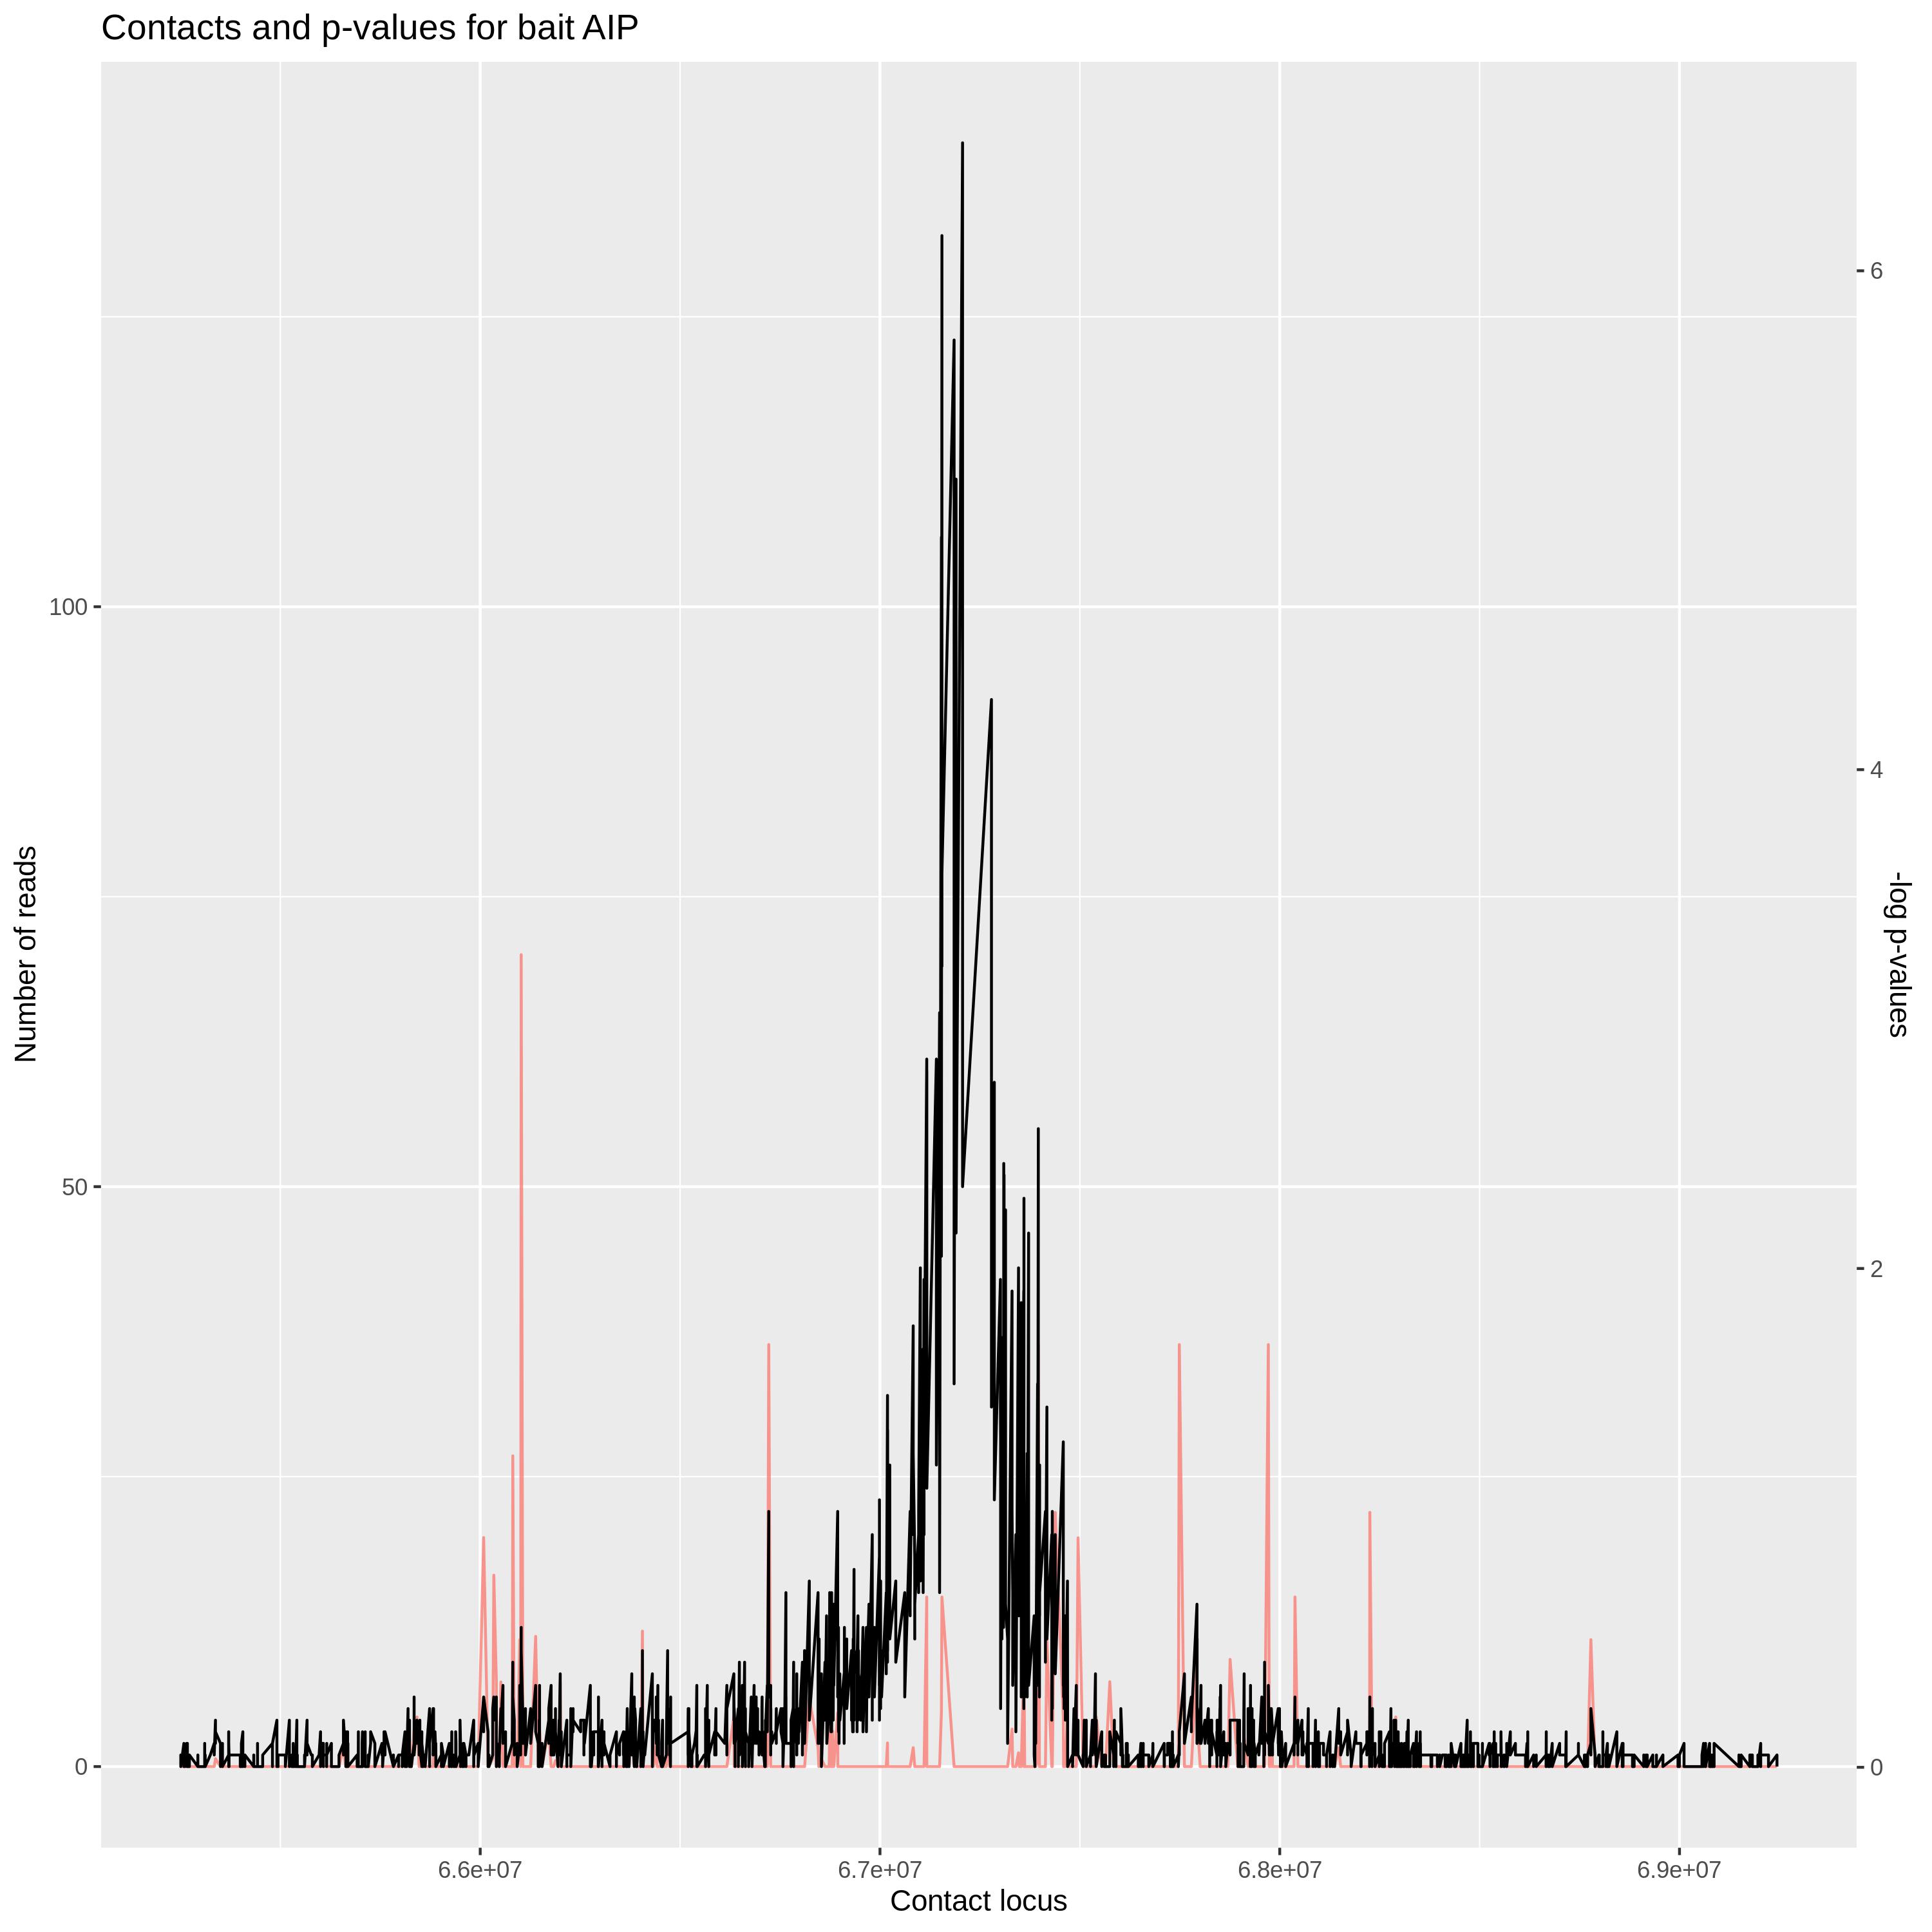 Contacts and p-values for bait AIP
Number of reads
100
50
0
6
4
2
0
-log p-values
6.6e+07 6.7e+07 6.8e+07 6.9e+07
Contact locus